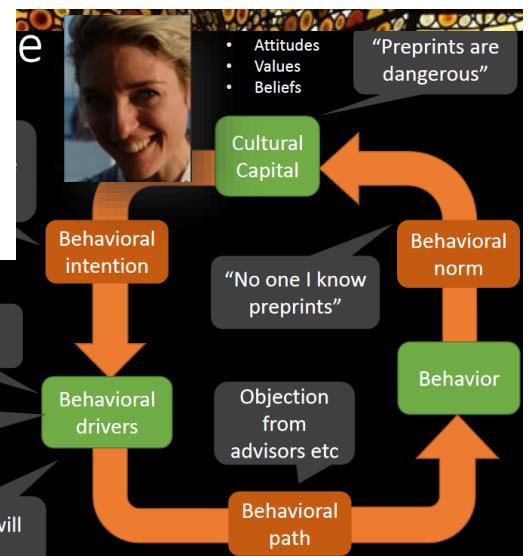 e
• Attitudes
• Values
• Beliefs
“Preprints are
dangerous”
Cultural
Capital
Behavioral
intention
Behavioral
norm
“No one I know
preprints”
Behavioral
drivers
Objection
from
advisors etc
Behavior
Behavioral
path
will